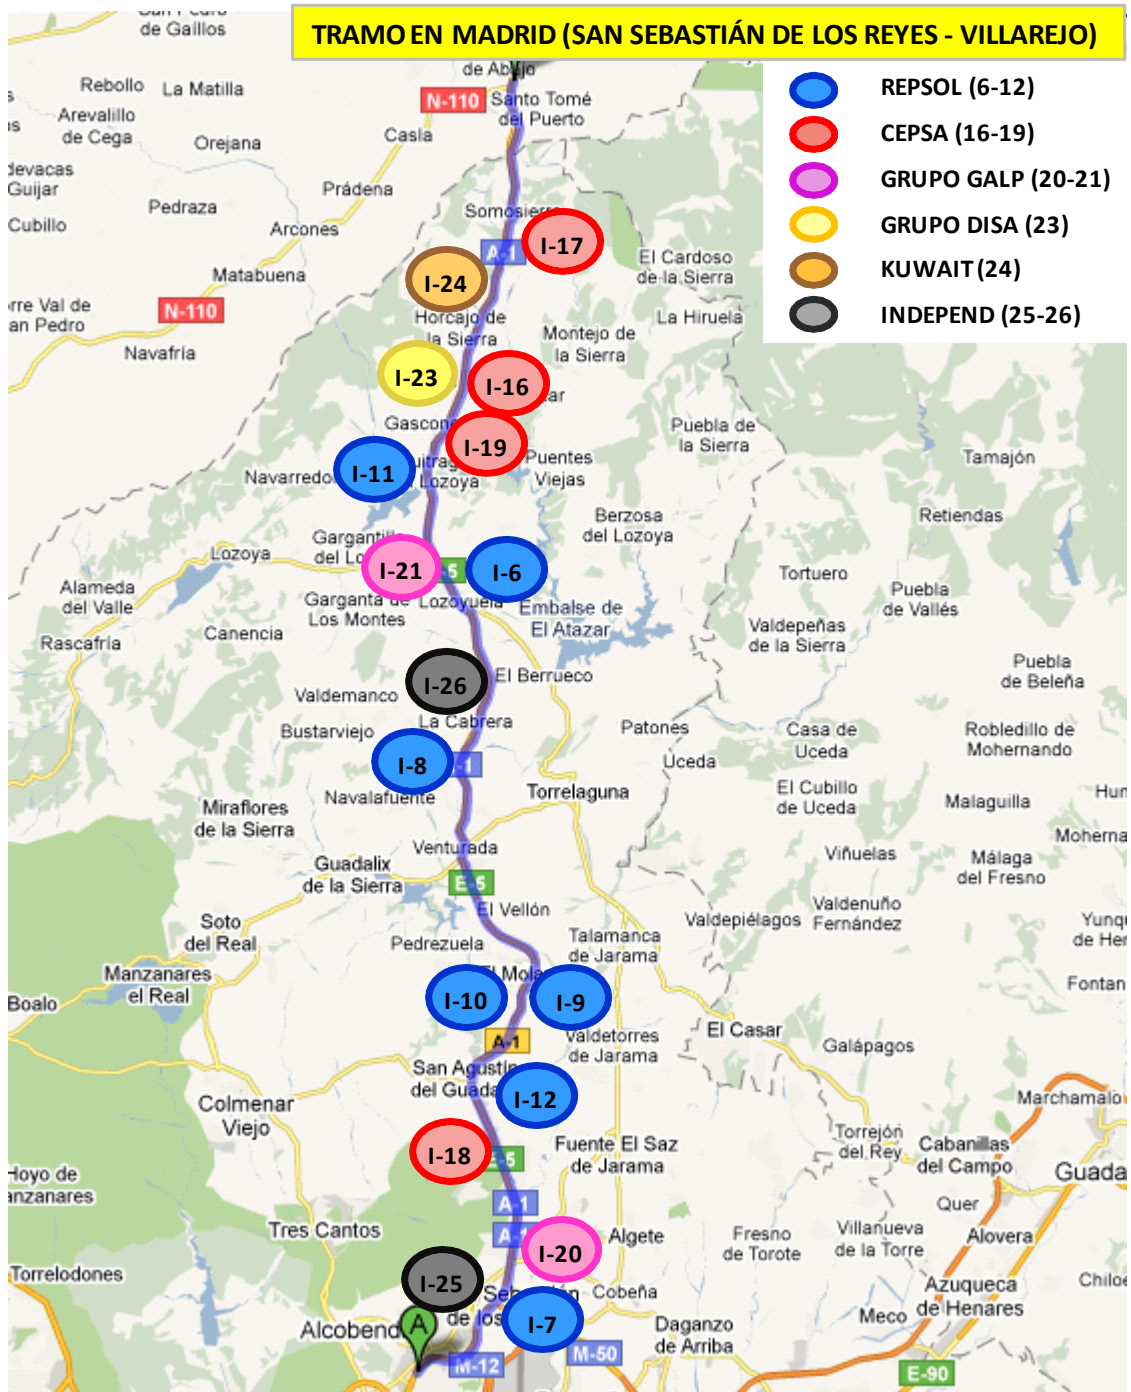 de Gaíllos
TRAMO EN MADRID (SAN SEBASTIÁN DE LOS REYES - VILLAREJO)
de Abajo
REPSOL (6-12)
CEPSA (16-19)
GRUPO GALP (20-21)
GRUPO DISA (23)
KUWAIT (24)
INDEPEND (25-26)
Rebollo
La Matilla
N-110
Santo Tomé
del Puerto
Arevalillo
de Cega
Orejana
Casla
Guijar
Prádena
Pedraza
Cubillo
Arcones
Somosierra
A-1
I-17
El Cardoso
de la Sierra
Matabuena
I-24
N-110
Horcajo de
la Sierra
La Hiruela
Montejo de
la Sierra
Navafría
I-23
I-16
I-19
Puebla de
la Sierra
Puentes
Viejas
Tamajón
I-11
Lozoya
Berzosa
del Lozoya
Retiendas
Lozoya
I-21
I-6
Tortuero
Alameda
del Valle
Garganta de
Los Montes
Lozoyuela
Embalse de
El Atazar
Puebla
de Vallés
Canencia
Rascafría
Valdepeñas
de la Sierra
El Berrueco
Puebla
de Beleña
I-26
Valdemanco
La Cabrera
Bustarviejo
Patones
Casa de
Uceda
Robledillo de
Mohernando
I-8
Uceda
Navalafuente
Torrelaguna
El Cubillo
de Uceda
Malaguilla
Miraflores
de la Sierra
Venturada
Viñuelas
Málaga
del Fresno
Guadalix
de la Sierra
E-5
El Vellón
Valdepiélagos
Valdenuño
Fernández
Soto
del Real
Pedrezuela
Talamanca
de Jarama
Manzanares
el Real
Boalo
I-10
I-9
A-1
Valdetorres
de Jarama
El Casar
Galápagos
San Agustín
I-12
Colmenar
Viejo
Marchamalo
I-18
E-5
Fuente El Saz
de Jarama
Torrejón
del Rey
Cabanillas
del Campo
Hoyo de
A-1
Quer
Tres Cantos
I-20
Algete
Fresno
de Torote
Villanueva
de la Torre
Alovera
Torrelodones
I-25
Cobeña
Azuqueca
de Henares
A
I-7
Daganzo
de Arriba
Meco
M-12
M-50
E-90